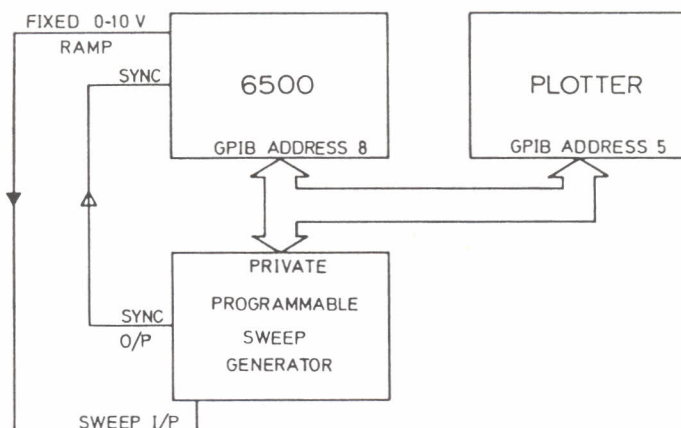 FIXED 0-10 V
RAMP
SYNC
6500
GPIB ADDRESS 8
PLOTTER
GPIB ADDRESS 5
PRIVATE
PROGRAMMABLE
SWEEP
GENERATOR
SYNC
O/P
SWEEP I/P